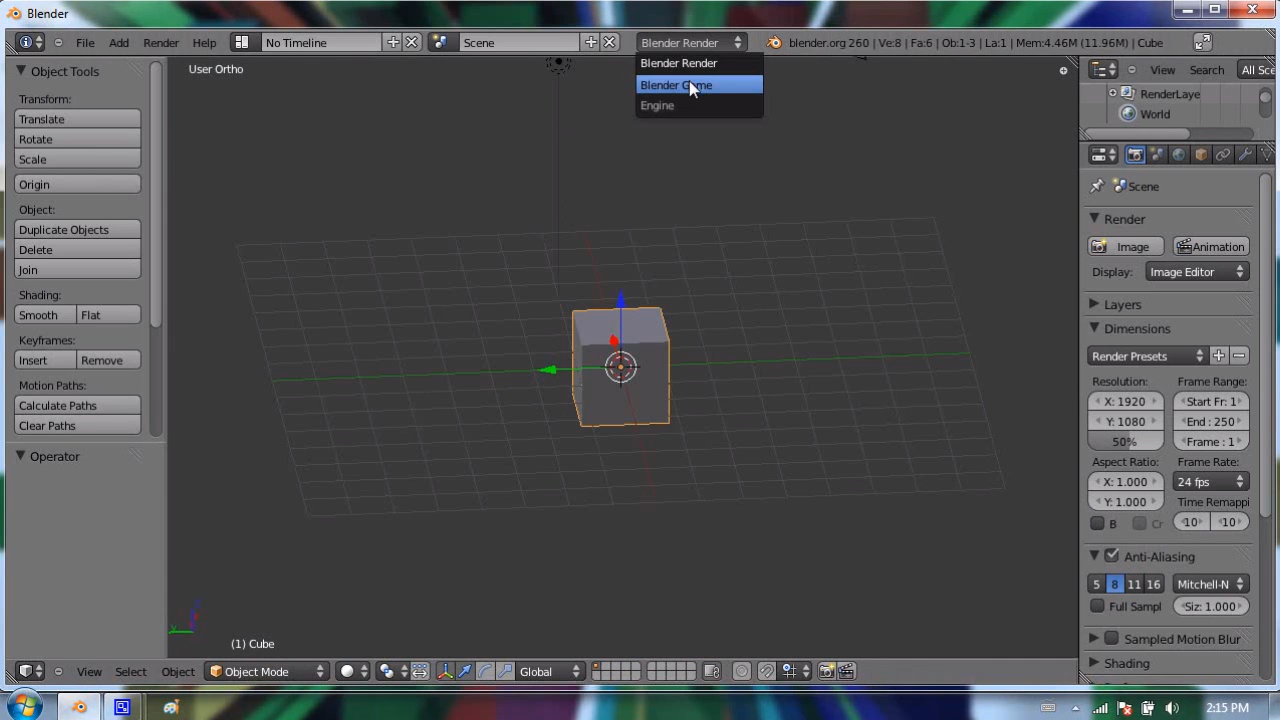 Blender
File Add Render Help No Timeline Scene Blender Render blender.org 260 | Ve:8 | Fa:6 | Ob:1-3 | La:1 | Mem:4.46M (11.96M) | Cube
Object Tools
Transform:
Translate
Rotate
Scale
Origin
Object:
Duplicate Objects
Delete
Join
Shading:
Smooth Flat
Keyframes:
Insert Remove
Motion Paths:
Calculate Paths
Clear Paths
Operator
User Ortho
Blender Render
Blender Game
Engine
(1) Cube
View Select Object Object Mode Global
View Search All Sce
RenderLaye
World
Scene
Render
Image Animation
Display: Image Editor
Layers
Dimensions
Render Presets
Resolution: Frame Range:
X: 1920 Start Fr: 1
Y: 1080 End : 250
50% Frame : 1
Aspect Ratio: Frame Rate:
X: 1.000 24 fps
Y: 1.000 Time Remappi
B Cr 10 10
Anti-Aliasing
5 8 11 16 Mitchell-N
Full Sampl Siz: 1.000
Sampled Motion Blur
Shading
2:15 PM